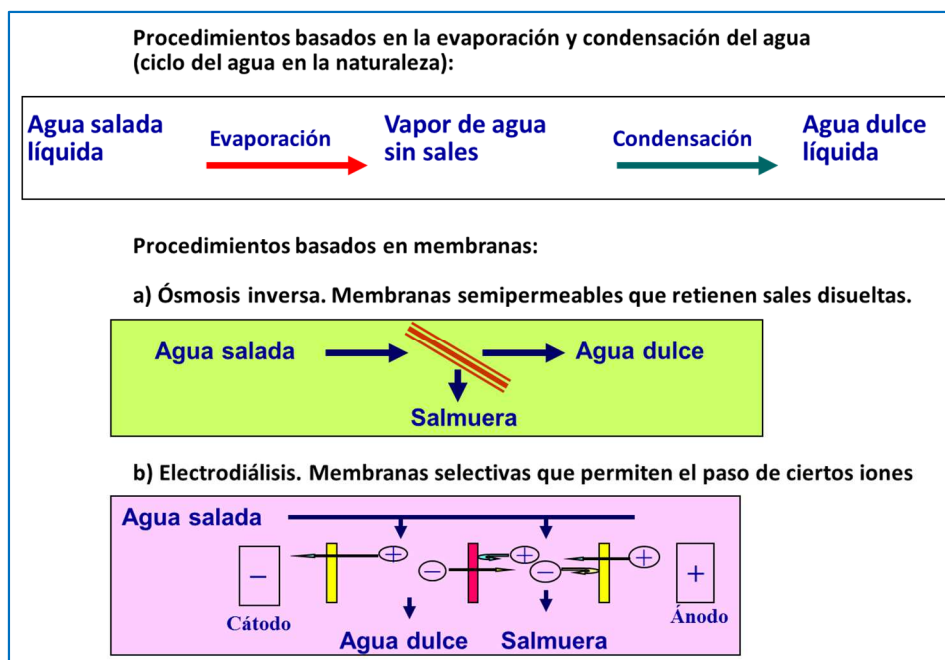 Procedimientos basados en la evaporación y condensación del agua
(ciclo del agua en la naturaleza):
Agua salada
líquida
Evaporación
Vapor de agua
sin sales
Condensación
Agua dulce
líquida
Procedimientos basados en membranas:
a) Ósmosis inversa. Membranas semipermeables que retienen sales disueltas.
Agua salada
Agua dulce
Salmuera
b) Electrodiálisis. Membranas selectivas que permiten el paso de ciertos iones
Agua salada
−
+
−
+
−
+
+
Cátodo
Ánodo
Agua dulce
Salmuera